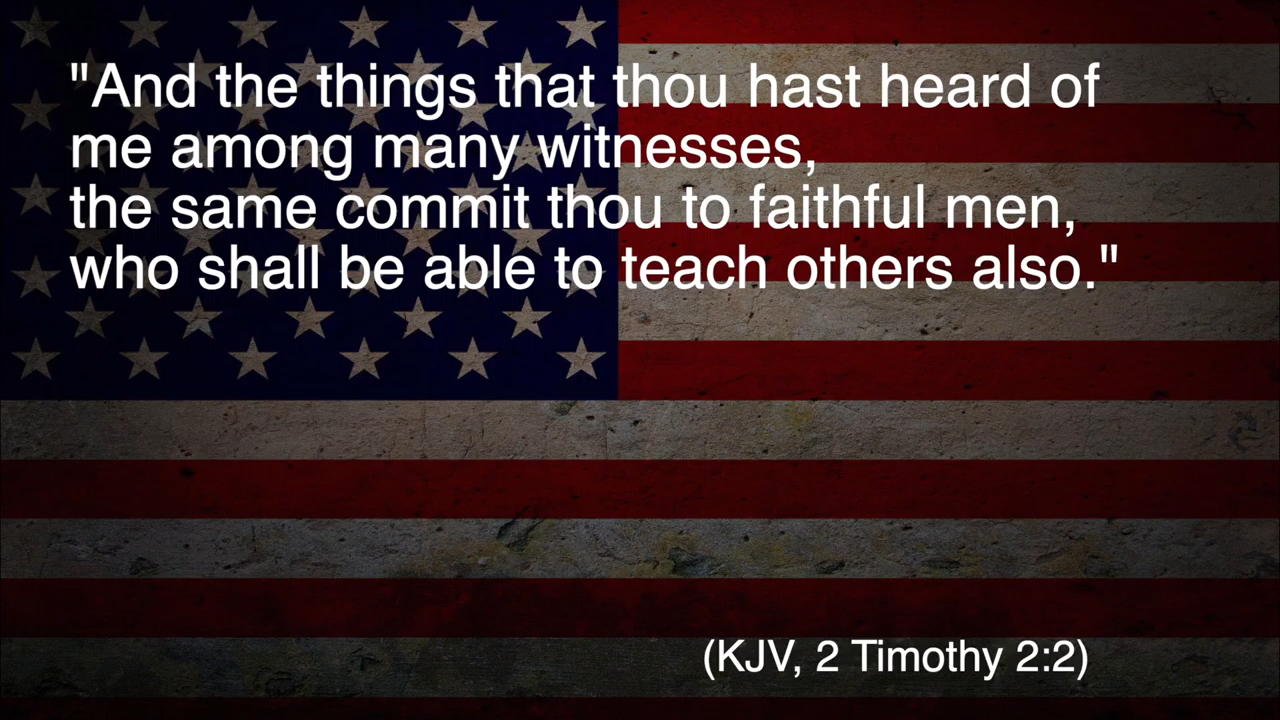 "And the things that thou hast heard of
me among many witnesses,
the same commit thou to faithful men,
who shall be able to teach others also."
(KJV, 2 Timothy 2:2)